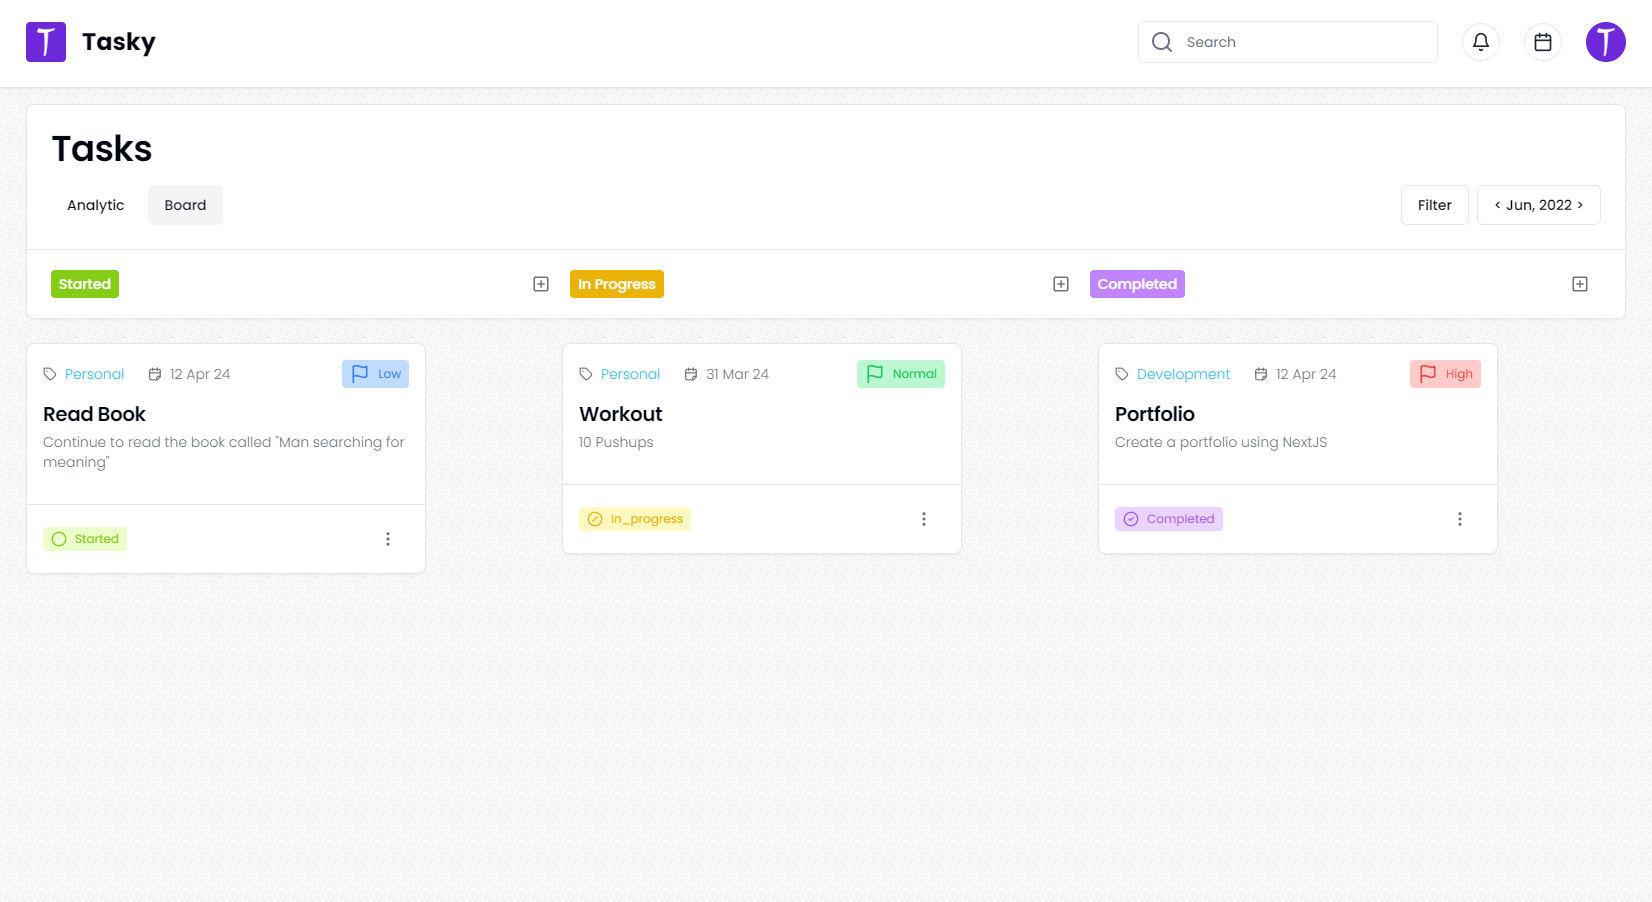 T Tasky
Search
T
Tasks
Analytic
Board
Filter
< Jun, 2022 >
Started
In Progress
Completed
Personal 12 Apr 24 Low
Read Book
Continue to read the book called "Man searching for
meaning"
Started
Personal 31 Mar 24 Normal
Workout
10 Pushups
In_progress
Development 12 Apr 24 High
Portfolio
Create a portfolio using NextJS
Completed